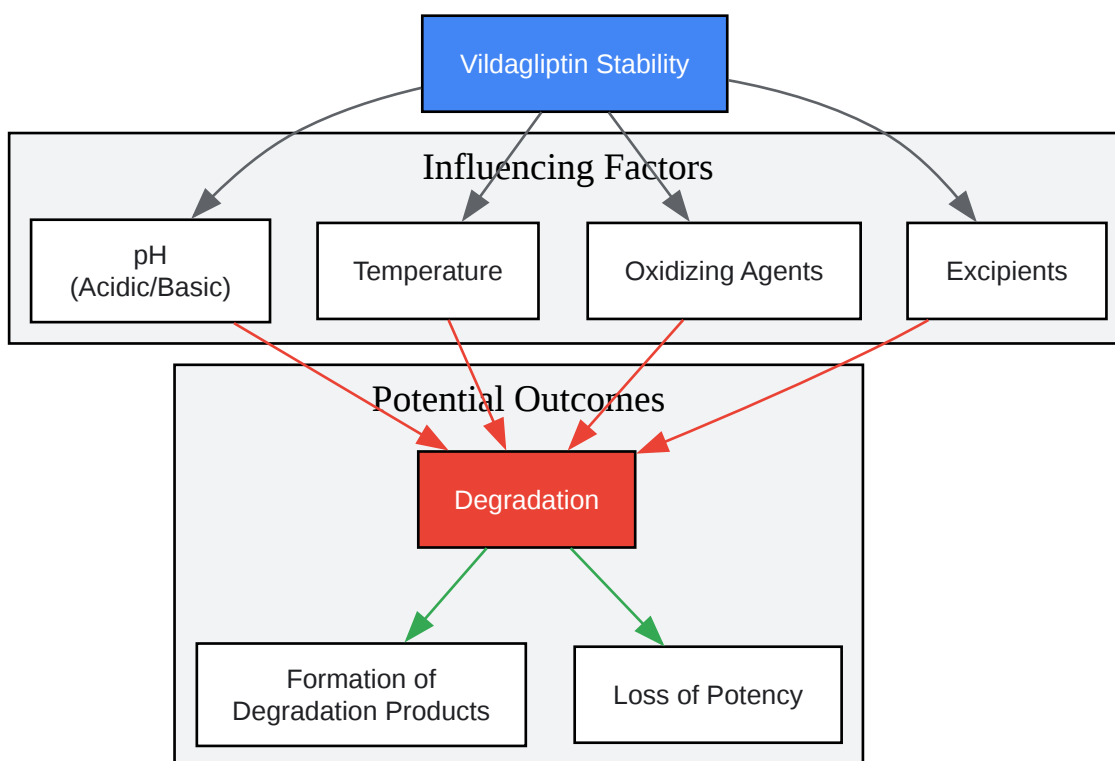 Vildagliptin Stability
Influencing Factors
pH
(Acidic/Basic)
Temperature
Oxidizing Agents
Excipients
Potential Outcomes
Degradation
Formation of
Degradation Products
Loss of Potency